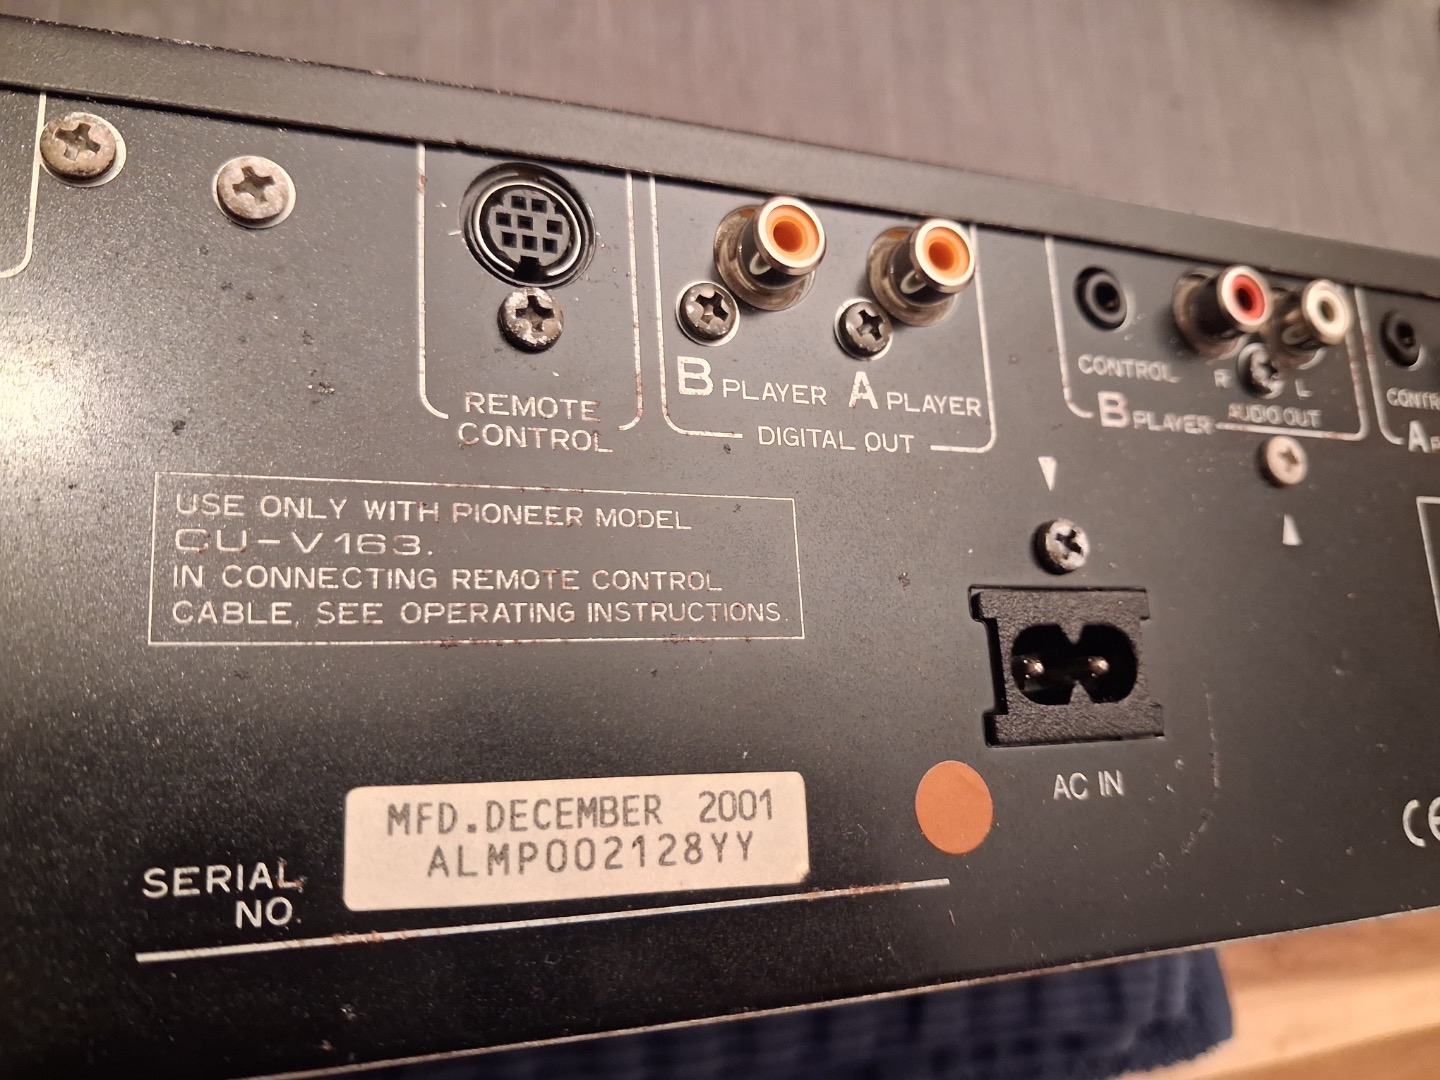 REMOTE
CONTROL
B PLAYER A PLAYER
DIGITAL OUT
CONTROL R L
B PLAYER AUDIO OUT
A
USE ONLY WITH PIONEER MODEL
CU-V163.
IN CONNECTING REMOTE CONTROL
CABLE, SEE OPERATING INSTRUCTIONS.
AC IN
CE
MFD.DECEMBER 2001
ALMP002128YY
SERIAL
NO.